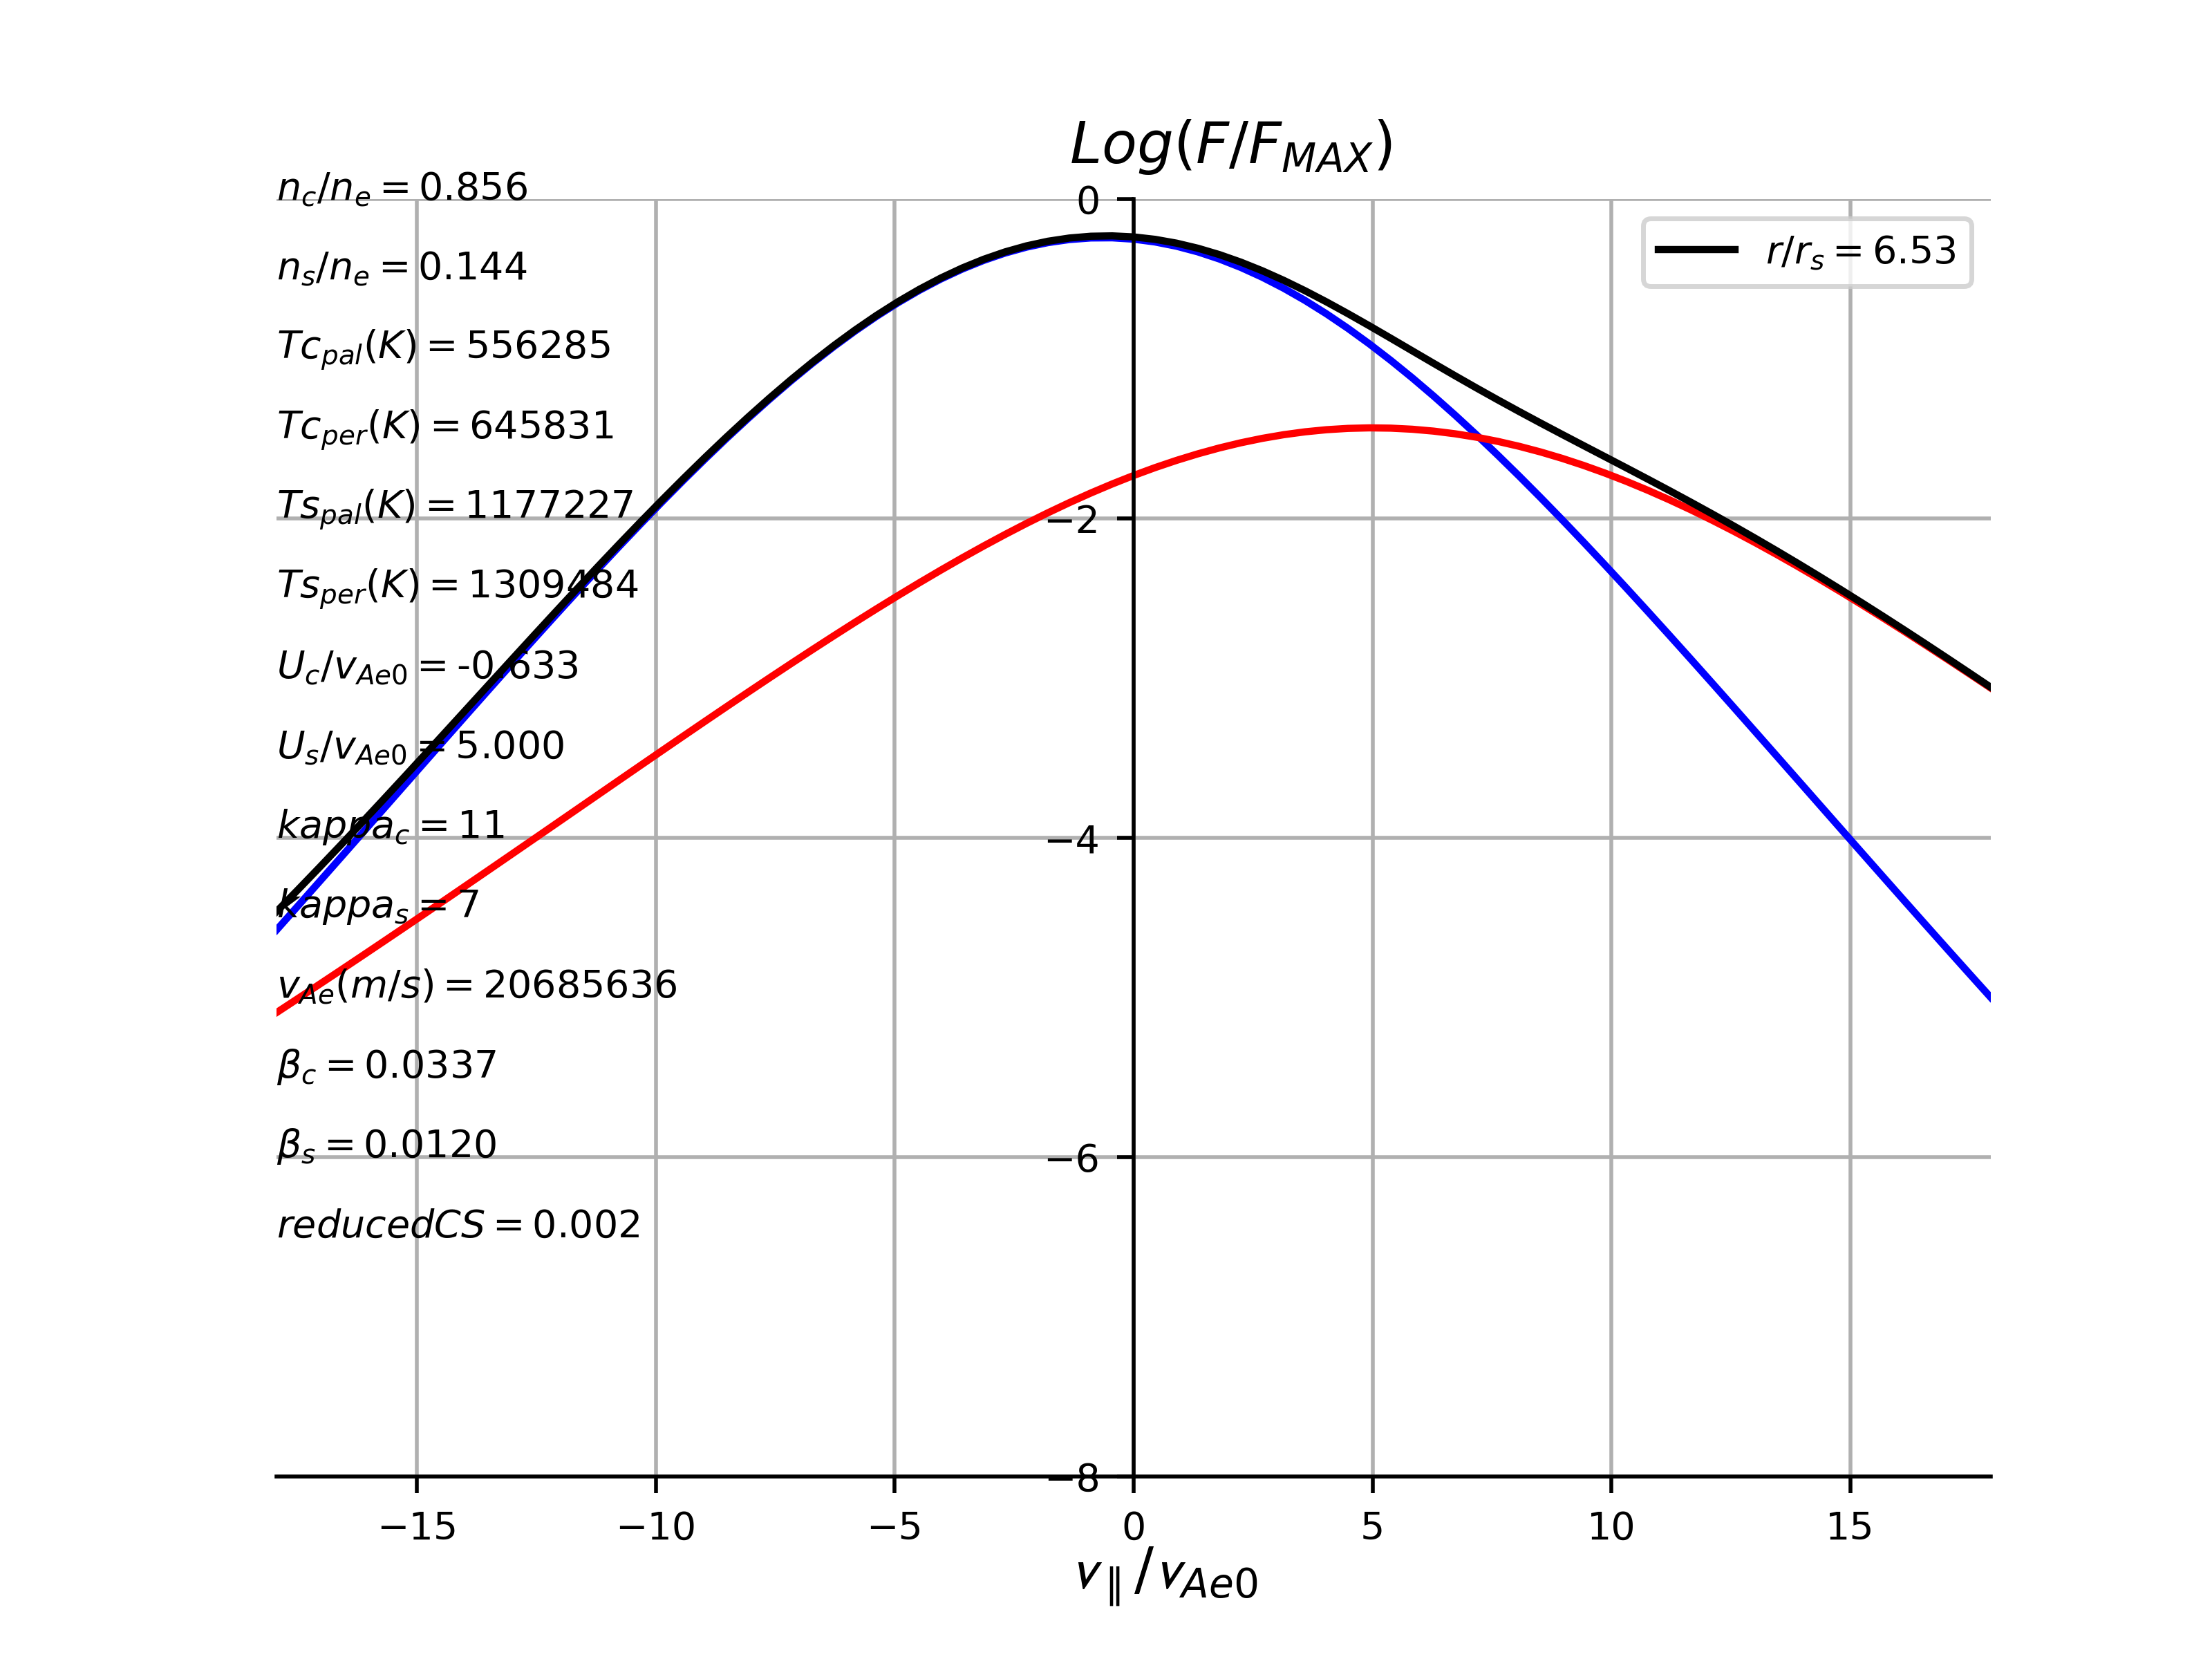 Log(F/F_MAX)
n_c/n_e = 0.856
n_s/n_e = 0.144
Tc_pal(K) = 556285
Tc_per(K) = 645831
Ts_pal(K) = 1177227
Ts_per(K) = 1309484
U_c/v_Ae0 = -0.633
U_s/v_Ae0 = 5.000
kappa_c = 11
kappa_s = 7
v_Ae(m/s) = 20685636
β_c = 0.0337
β_s = 0.0120
reducedCS = 0.002
r/r_s = 6.53
0
−2
−4
−6
−8
−15 −10 −5 0 5 10 15
v_∥/v_Ae0